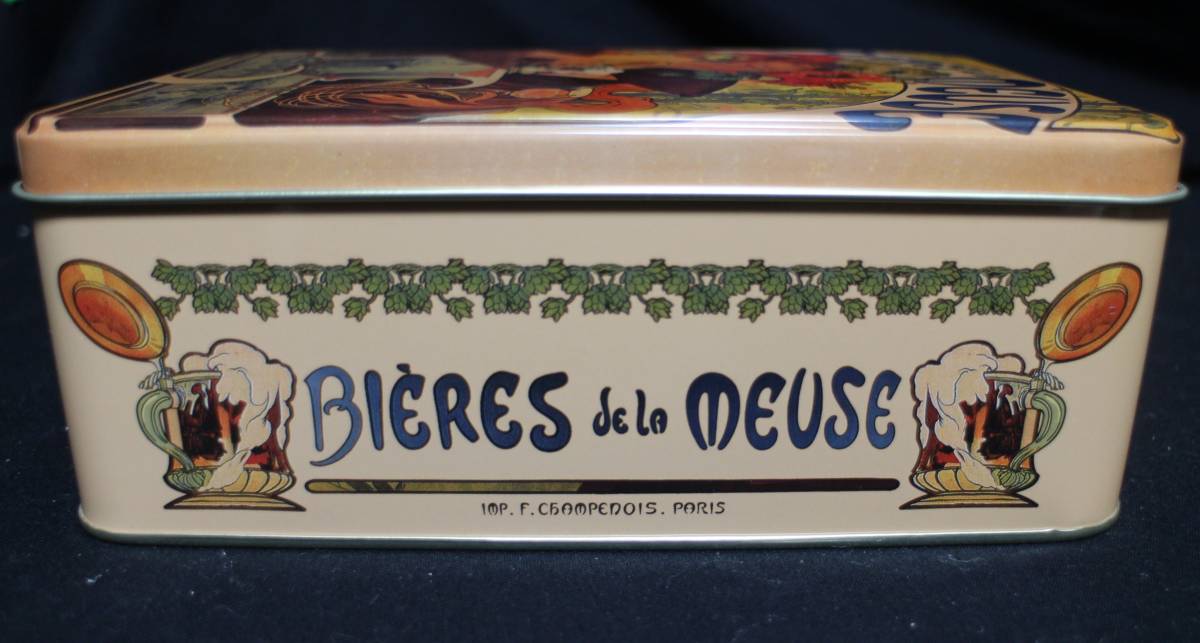 BIÈRES de la MEUSE
IMP. F. CHAMPENOIS. PARIS